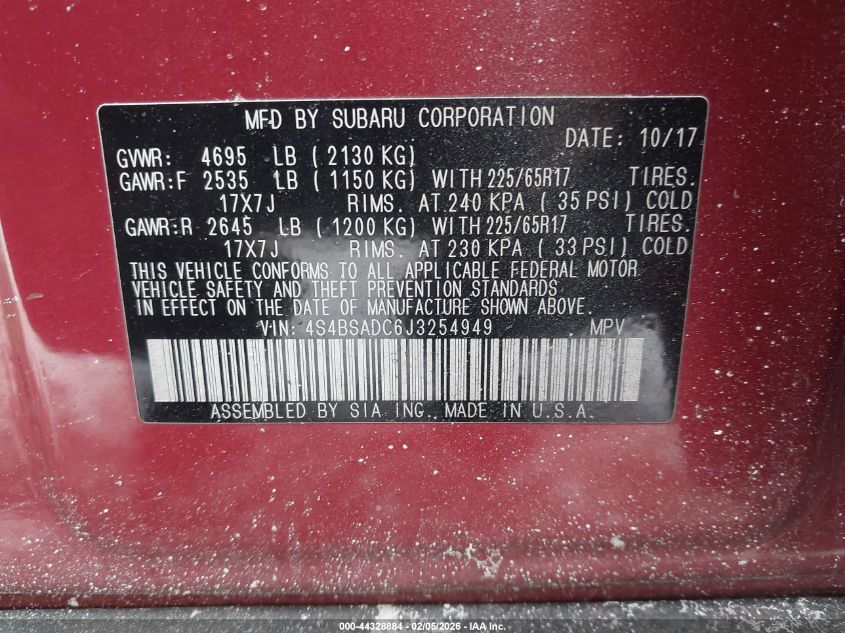 MFD BY SUBARU CORPORATION
DATE: 10/17
GVWR: 4695 LB ( 2130 KG)
GAWR:F 2535 LB ( 1150 KG) WITH 225/65R17 TIRES.
17X7J RIMS. AT 240 KPA ( 35 PSI) COLD
GAWR:R 2645 LB ( 1200 KG) WITH 225/65R17 TIRES.
17X7J RIMS. AT 230 KPA ( 33 PSI) COLD
THIS VEHICLE CONFORMS TO ALL APPLICABLE FEDERAL MOTOR
VEHICLE SAFETY AND THEFT PREVENTION STANDARDS
IN EFFECT ON THE DATE OF MANUFACTURE SHOWN ABOVE.
VIN: 4S4BSADC6J3254949 MPV
ASSEMBLED BY SIA INC., MADE IN U.S.A.
000-44328884 | 02/05/2026 - IAA Inc.